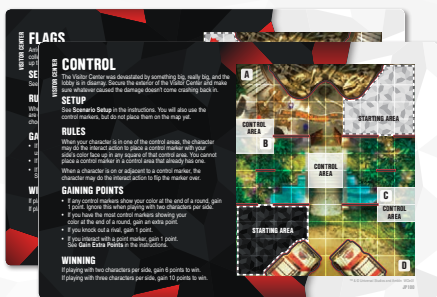 FLAGS
VISITOR CENTER
CONTROL
VISITOR CENTER
The Visitor Center was devastated by something big, really big, and the
lobby is in disarray. Secure the exterior of the Visitor Center and make
sure whatever caused the damage doesn't come crashing back in.
SETUP
See Scenario Setup in the instructions. You will also use the
control markers, but do not place them on the map yet.
RULES
When your character is in one of the control areas, the character
may do the interact action to place a control marker with your
side's color face up in any square of that control area. You cannot
place a control marker in a control area that already has one.
When a character is on or adjacent to a control marker, the
character may do the interact action to flip the marker over.
GAINING POINTS
• If any control markers show your color at the end of a round, gain
1 point. Ignore this when playing with two characters per side.
• If you have the most control markers showing your
color at the end of a round, gain an extra point.
• If you knock out a rival, gain 1 point.
• If you interact with a point marker, gain 1 point.
See Gain Extra Points in the instructions.
WINNING
If playing with two characters per side, gain 6 points to win.
If playing with three characters per side, gain 10 points to win.
A
STARTING AREA
CONTROL
AREA
B
CONTROL
AREA
C
CONTROL
AREA
STARTING AREA
D